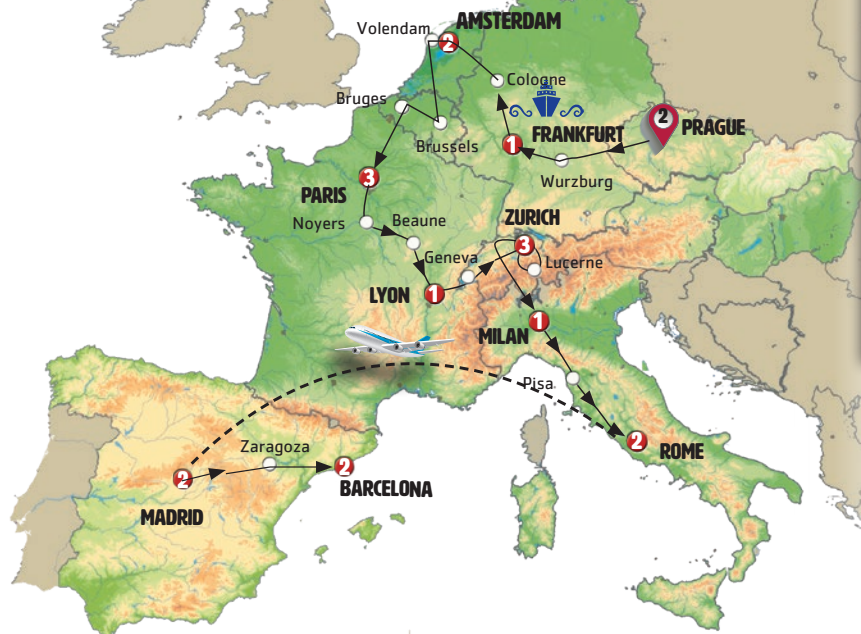 Volendam
AMSTERDAM
2
Cologne
Bruges
FRANKFURT
1
2
PRAGUE
Brussels
Wurzburg
3
PARIS
Noyers
Beaune
ZURICH
3
Geneva
Lucerne
LYON
1
MILAN
1
Pisa
2
ROME
Zaragoza
2
MADRID
2
BARCELONA